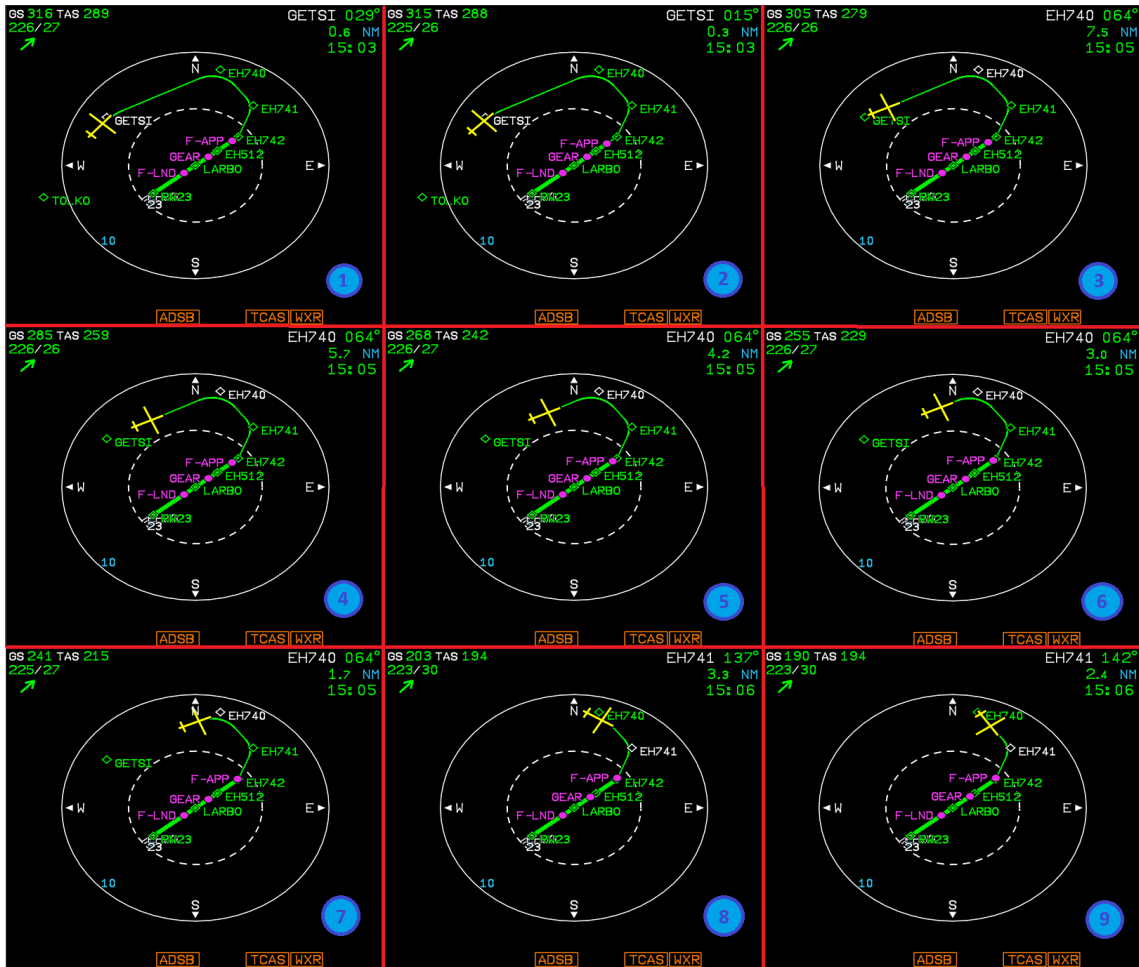 GS 316 TAS 289 GETSI 029°
226/27 0.6 NM
15:03
N
EH740
GETSI
EH741
F-APP
EH742
GEAR
EH512
W
E
F-LND
LARBO
TOLKO
23
10
S
1
ADSB TCAS WXR
GS 315 TAS 288 GETSI 015°
225/26 0.3 NM
15:03
N
EH740
GETSI
EH741
F-APP
EH742
GEAR
EH512
W
E
F-LND
LARBO
TOLKO
23
10
S
2
ADSB TCAS WXR
GS 305 TAS 279 EH740 064°
226/26 7.5 NM
15:05
N
EH740
GETSI
EH741
F-APP
EH742
GEAR
EH512
W
E
F-LND
LARBO
23
10
S
3
ADSB TCAS WXR
GS 285 TAS 259 EH740 064°
226/26 5.7 NM
15:05
N
EH740
GETSI
EH741
F-APP
EH742
GEAR
EH512
W
E
F-LND
LARBO
23
10
S
4
ADSB TCAS WXR
GS 268 TAS 242 EH740 064°
226/27 4.2 NM
15:05
N
EH740
GETSI
EH741
F-APP
EH742
GEAR
EH512
W
E
F-LND
LARBO
23
10
S
5
ADSB TCAS WXR
GS 255 TAS 229 EH740 064°
226/27 3.0 NM
15:05
N
EH740
GETSI
EH741
F-APP
EH742
GEAR
EH512
W
E
F-LND
LARBO
23
10
S
6
ADSB TCAS WXR
GS 241 TAS 215 EH740 064°
225/27 1.7 NM
15:05
N
EH740
EH741
GETSI
F-APP
EH742
GEAR
EH512
W
E
F-LND
LARBO
23
10
S
7
ADSB TCAS WXR
GS 203 TAS 194 EH741 137°
223/30 3.3 NM
15:06
N
EH740
EH741
F-APP
EH742
GEAR
EH512
W
E
F-LND
LARBO
23
10
S
8
ADSB TCAS WXR
GS 190 TAS 194 EH741 142°
223/30 2.4 NM
15:06
N
EH740
EH741
F-APP
EH742
GEAR
EH512
W
E
F-LND
LARBO
23
10
S
9
ADSB TCAS WXR